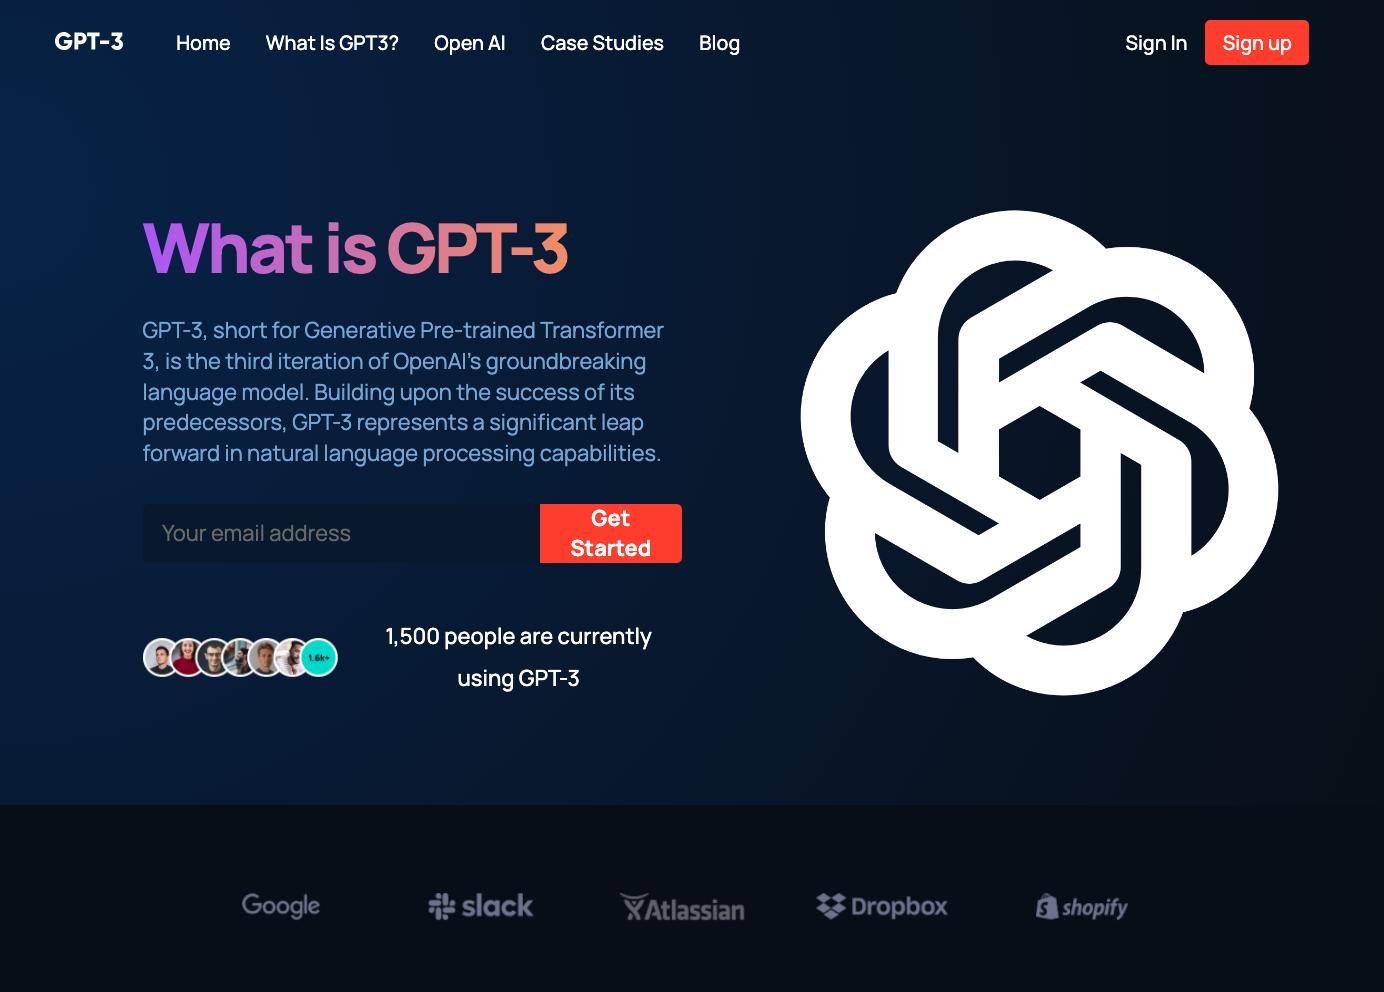 GPT-3
Home
What Is GPT3?
Open AI
Case Studies
Blog
Sign In
Sign up
What is GPT-3
GPT-3, short for Generative Pre-trained Transformer
3, is the third iteration of OpenAI's groundbreaking
language model. Building upon the success of its
predecessors, GPT-3 represents a significant leap
forward in natural language processing capabilities.
Your email address
Get
Started
1.6k+
1,500 people are currently
using GPT-3
Google
slack
Atlassian
Dropbox
shopify